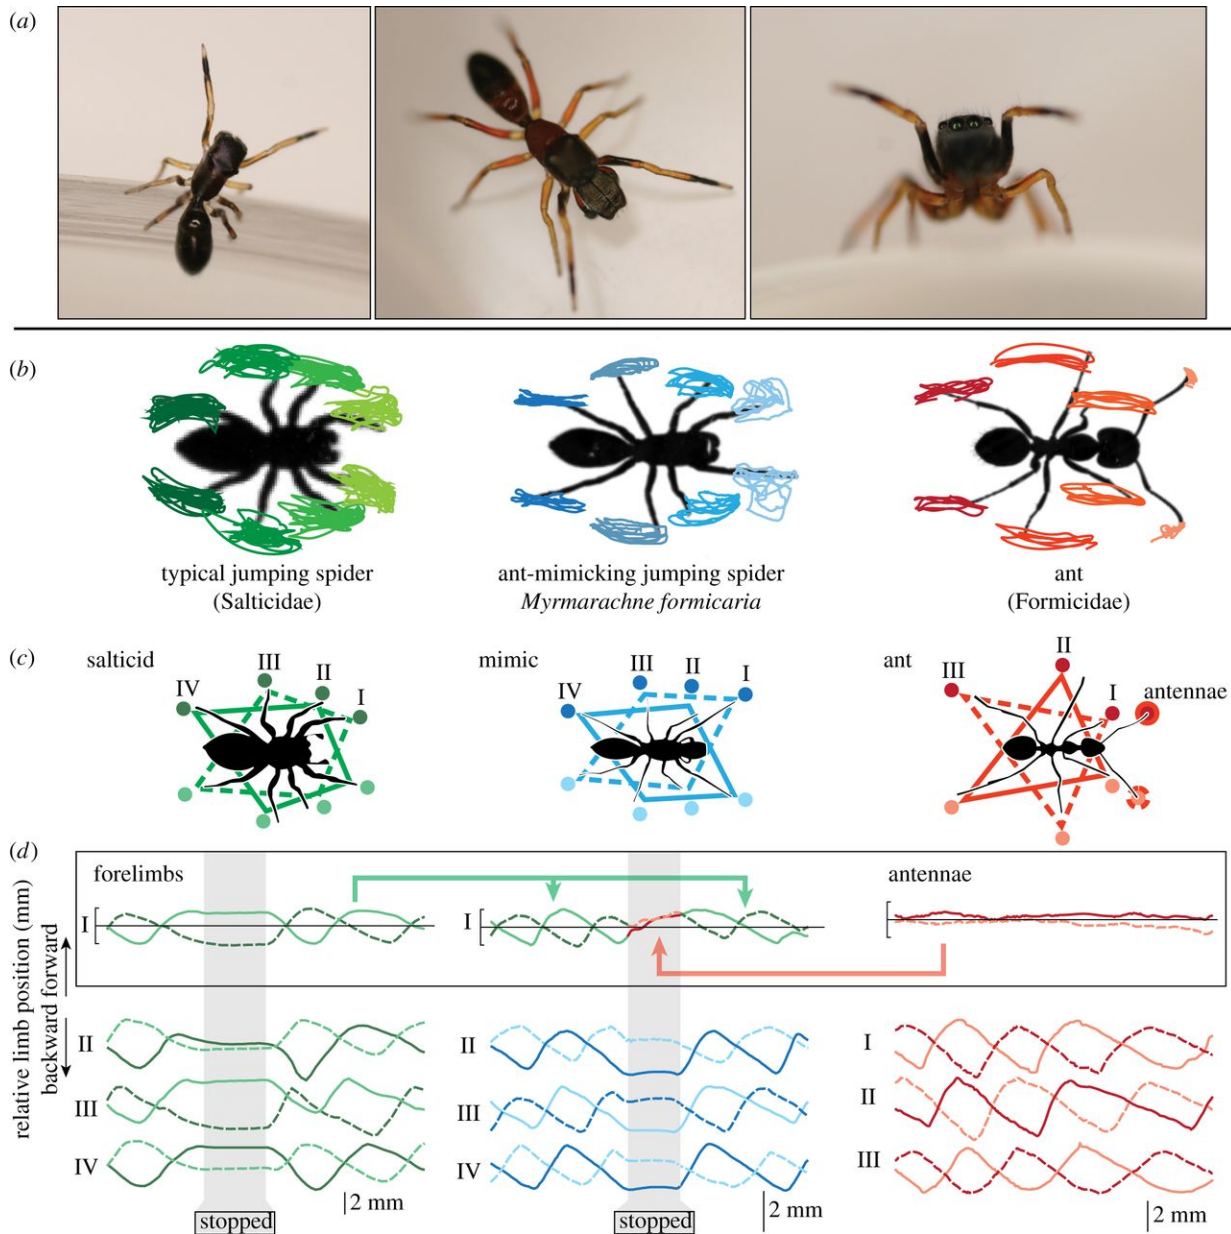 (a)
(b)
typical jumping spider
(Salticidae)
ant-mimicking jumping spider
Myrmarachne formicaria
ant
(Formicidae)
(c)
salticid
IV
III
II
I
mimic
IV
III
II
I
ant
III
II
I
antennae
(d)
relative limb position (mm)
backward forward
forelimbs
I
II
III
IV
stopped
2 mm
I
II
III
IV
stopped
2 mm
antennae
I
II
III
2 mm